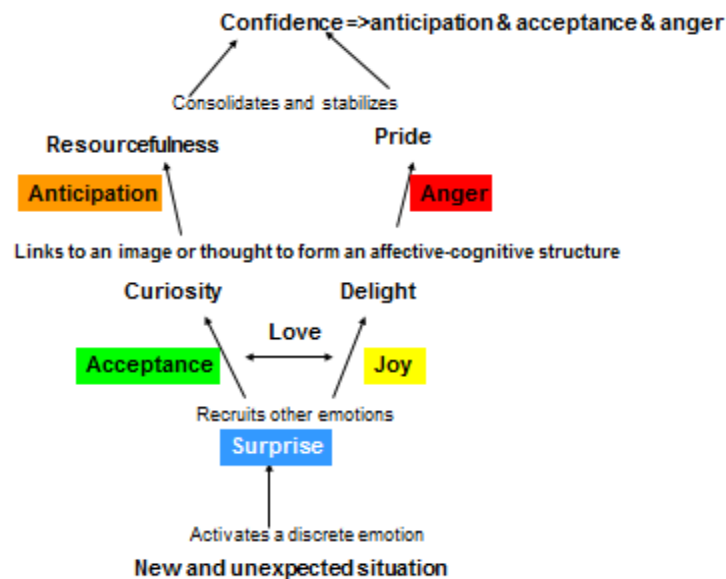 Confidence=>anticipation & acceptance & anger
Consolidates and stabilizes
Resourcefulness Pride
Anticipation Anger
Links to an image or thought to form an affective-cognitive structure
Curiosity Delight
Love
Acceptance Joy
Recruits other emotions
Surprise
Activates a discrete emotion
New and unexpected situation